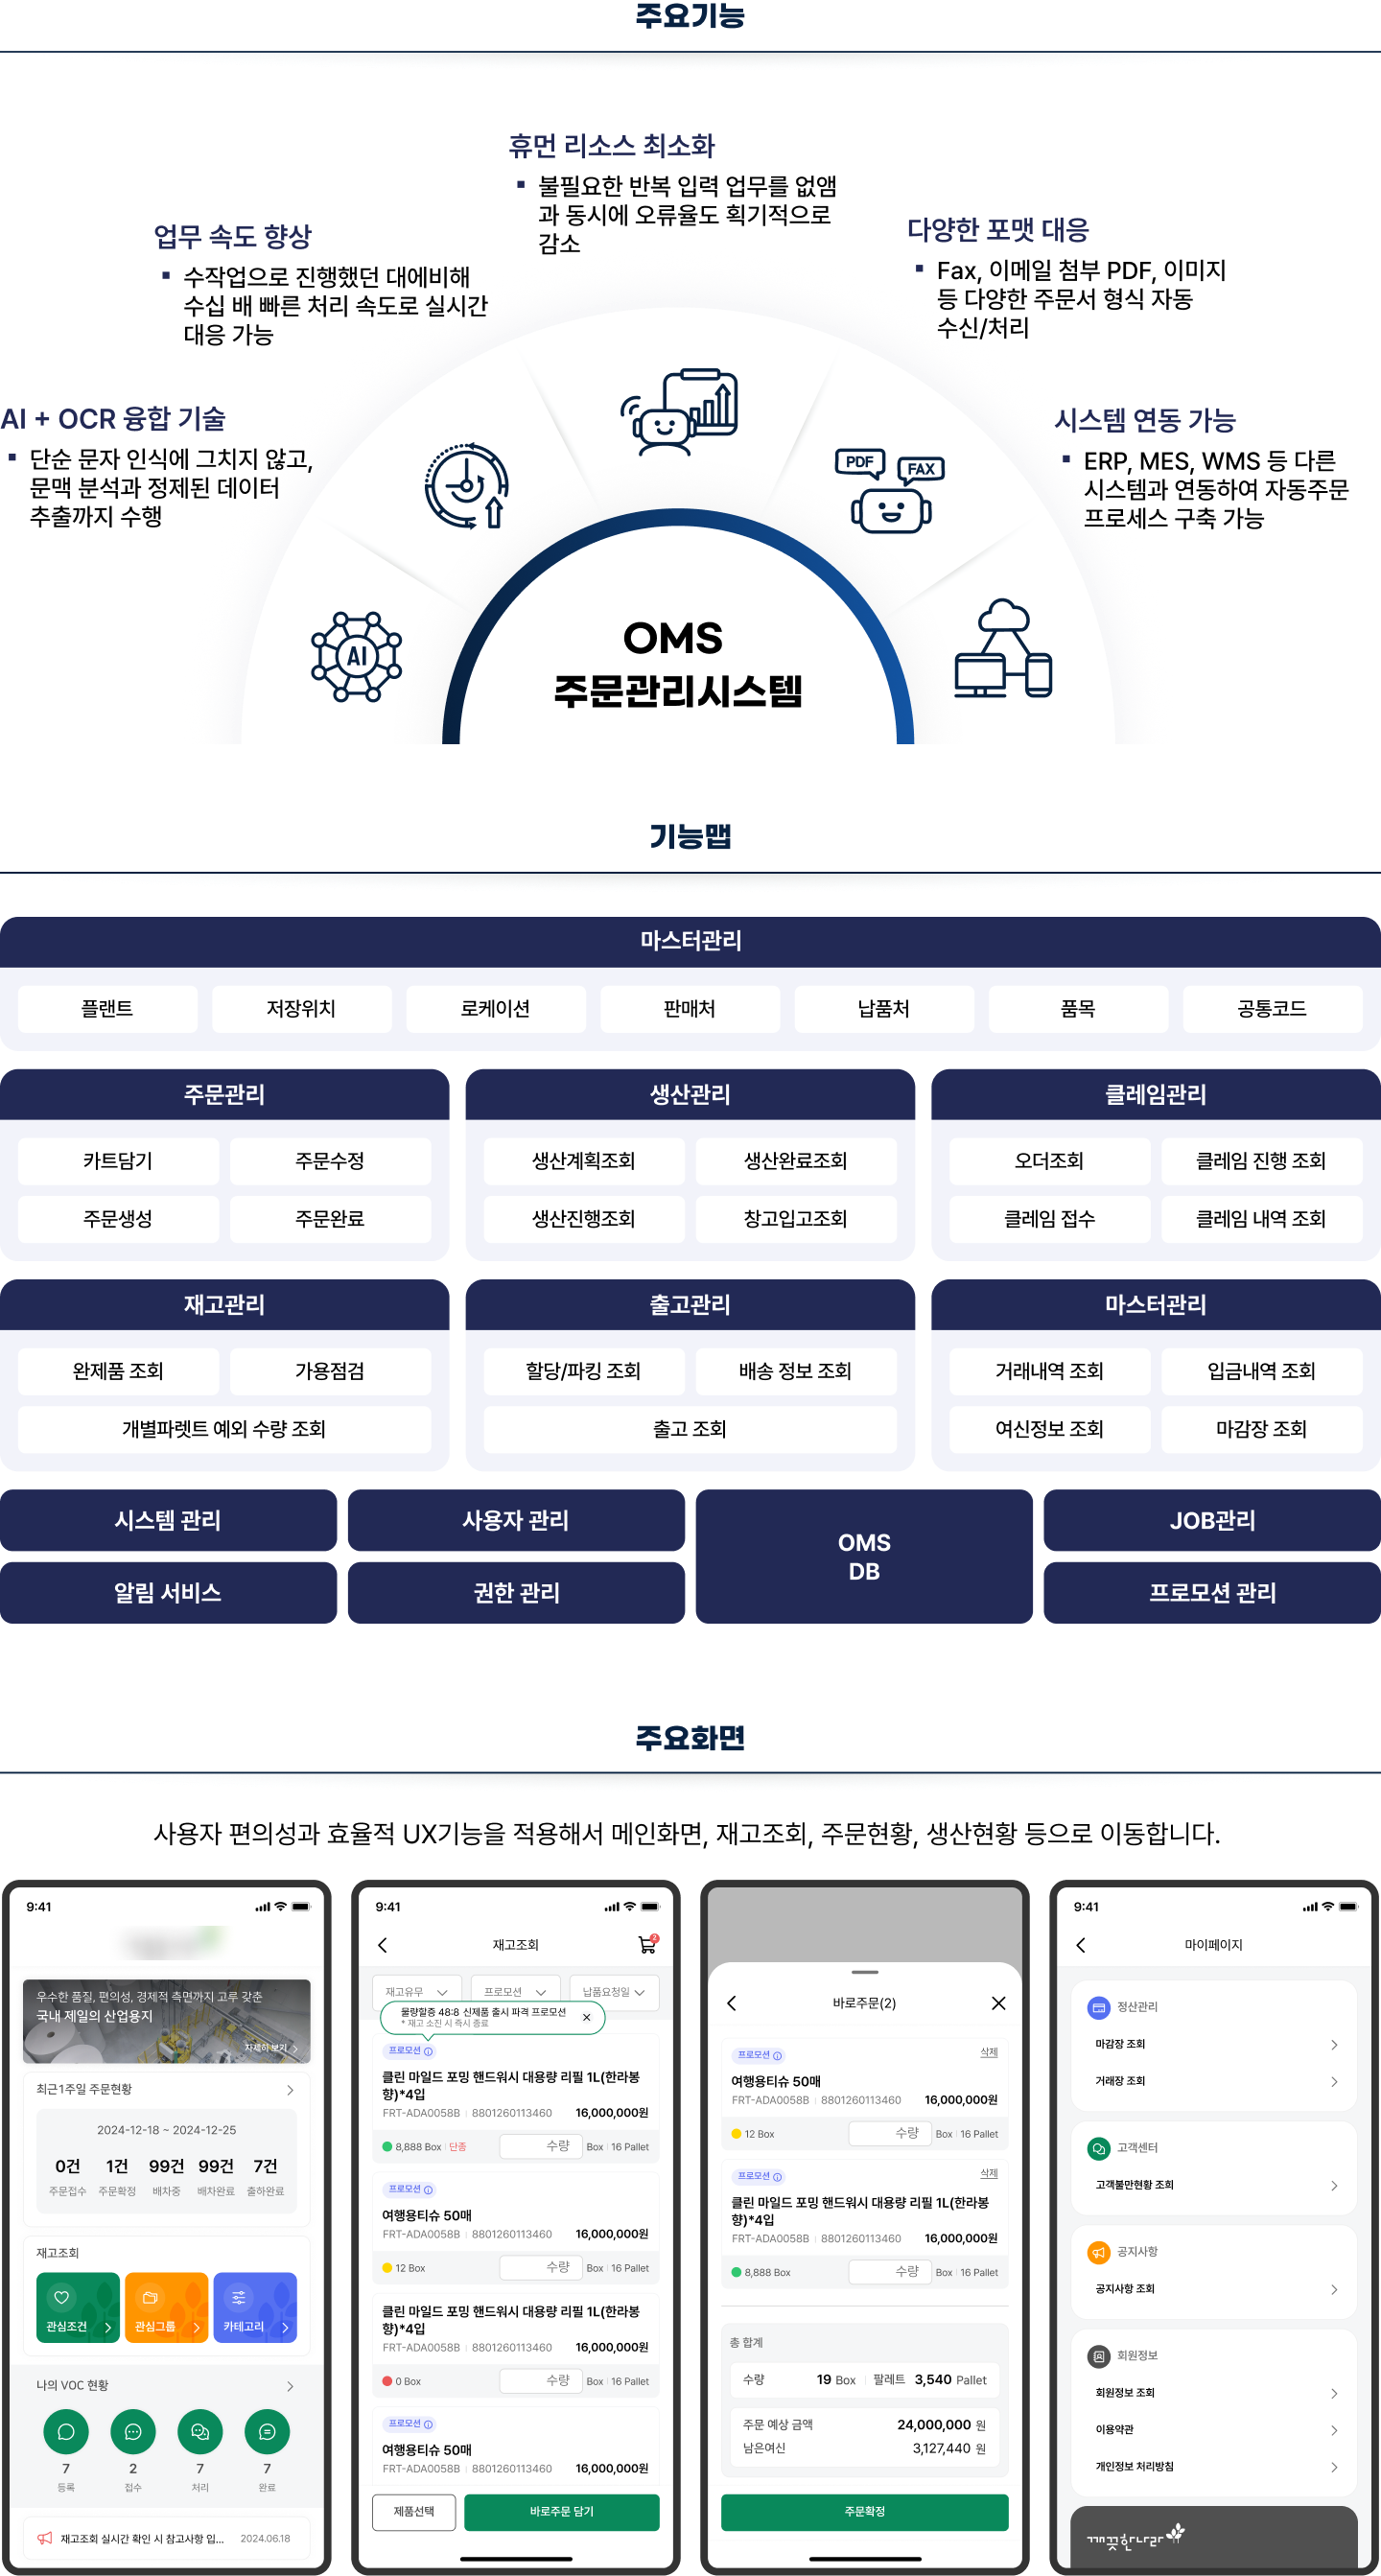 주요기능
휴먼 리소스 최소화
불필요한 반복 입력 업무를 없앰
과 동시에 오류율도 획기적으로
감소
업무 속도 향상
수작업으로 진행했던 대에비해
수십 배 빠른 처리 속도로 실시간
대응 가능
다양한 포맷 대응
Fax, 이메일 첨부 PDF, 이미지
등 다양한 주문서 형식 자동
수신/처리
AI + OCR 융합 기술
단순 문자 인식에 그치지 않고,
문맥 분석과 정제된 데이터
추출까지 수행
시스템 연동 가능
ERP, MES, WMS 등 다른
시스템과 연동하여 자동주문
프로세스 구축 가능
PDF
FAX
AI
OMS
주문관리시스템
기능맵
마스터관리
플랜트 저장위치 로케이션 판매처 납품처 품목 공통코드
주문관리 생산관리 클레임관리
카트담기 주문수정 생산계획조회 생산완료조회 오더조회 클레임 진행 조회
주문생성 주문완료 생산진행조회 창고입고조회 클레임 접수 클레임 내역 조회
재고관리 출고관리 마스터관리
완제품 조회 가용점검 할당/파킹 조회 배송 정보 조회 거래내역 조회 입금내역 조회
개별파렛트 예외 수량 조회 출고 조회 여신정보 조회 마감장 조회
시스템 관리 사용자 관리 OMS DB JOB관리
알림 서비스 권한 관리 프로모션 관리
주요화면
사용자 편의성과 효율적 UX기능을 적용해서 메인화면, 재고조회, 주문현황, 생산현황 등으로 이동합니다.
9:41
우수한 품질, 편의성, 경제적 측면까지 고루 갖춘
국내 제일의 산업용지
자세히 보기
최근1주일 주문현황
2024-12-18 ~ 2024-12-25
0건 1건 99건 99건 7건
주문접수 주문확정 배차중 배차완료 출하완료
재고조회
관심조건 관심그룹 카테고리
나의 VOC 현황
7 2 7 7
등록 접수 처리 완료
재고조회 실시간 확인 시 참고사항 입... 2024.06.18
9:41
재고조회
2
재고유무 프로모션 납품요청일
물량할증 48:8 신제품 출시 파격 프로모션
* 재고 소진 시 즉시 종료
프로모션
클린 마일드 포밍 핸드워시 대용량 리필 1L(한라봉
향)*4입
FRT-ADA0058B 8801260113460 16,000,000원
8,888 Box 단종 수량 Box 16 Pallet
프로모션
여행용티슈 50매
FRT-ADA0058B 8801260113460 16,000,000원
12 Box 수량 Box 16 Pallet
클린 마일드 포밍 핸드워시 대용량 리필 1L(한라봉
향)*4입
FRT-ADA0058B 8801260113460 16,000,000원
0 Box 수량 Box 16 Pallet
프로모션
여행용티슈 50매
FRT-ADA0058B 8801260113460 16,000,000원
제품선택 바로주문 담기
바로주문(2)
프로모션 삭제
여행용티슈 50매
FRT-ADA0058B 8801260113460 16,000,000원
12 Box 수량 Box 16 Pallet
프로모션 삭제
클린 마일드 포밍 핸드워시 대용량 리필 1L(한라봉
향)*4입
FRT-ADA0058B 8801260113460 16,000,000원
8,888 Box 수량 Box 16 Pallet
총 합계
수량 19 Box 팔레트 3,540 Pallet
주문 예상 금액 24,000,000 원
남은여신 3,127,440 원
주문확정
9:41
마이페이지
정산관리
마감장 조회
거래장 조회
고객센터
고객불만현황 조회
공지사항
공지사항 조회
회원정보
회원정보 조회
이용약관
개인정보 처리방침
깨끗한나라